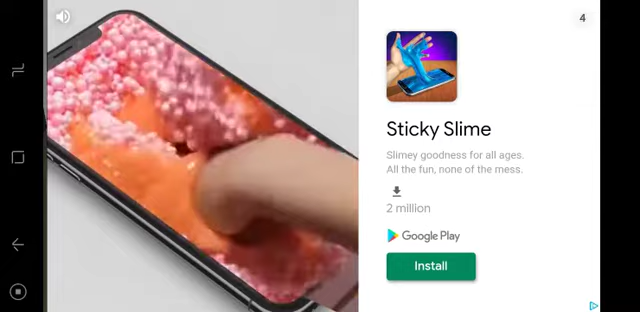 4
Sticky Slime
Slimey goodness for all ages.
All the fun, none of the mess.
2 million
Google Play
Install